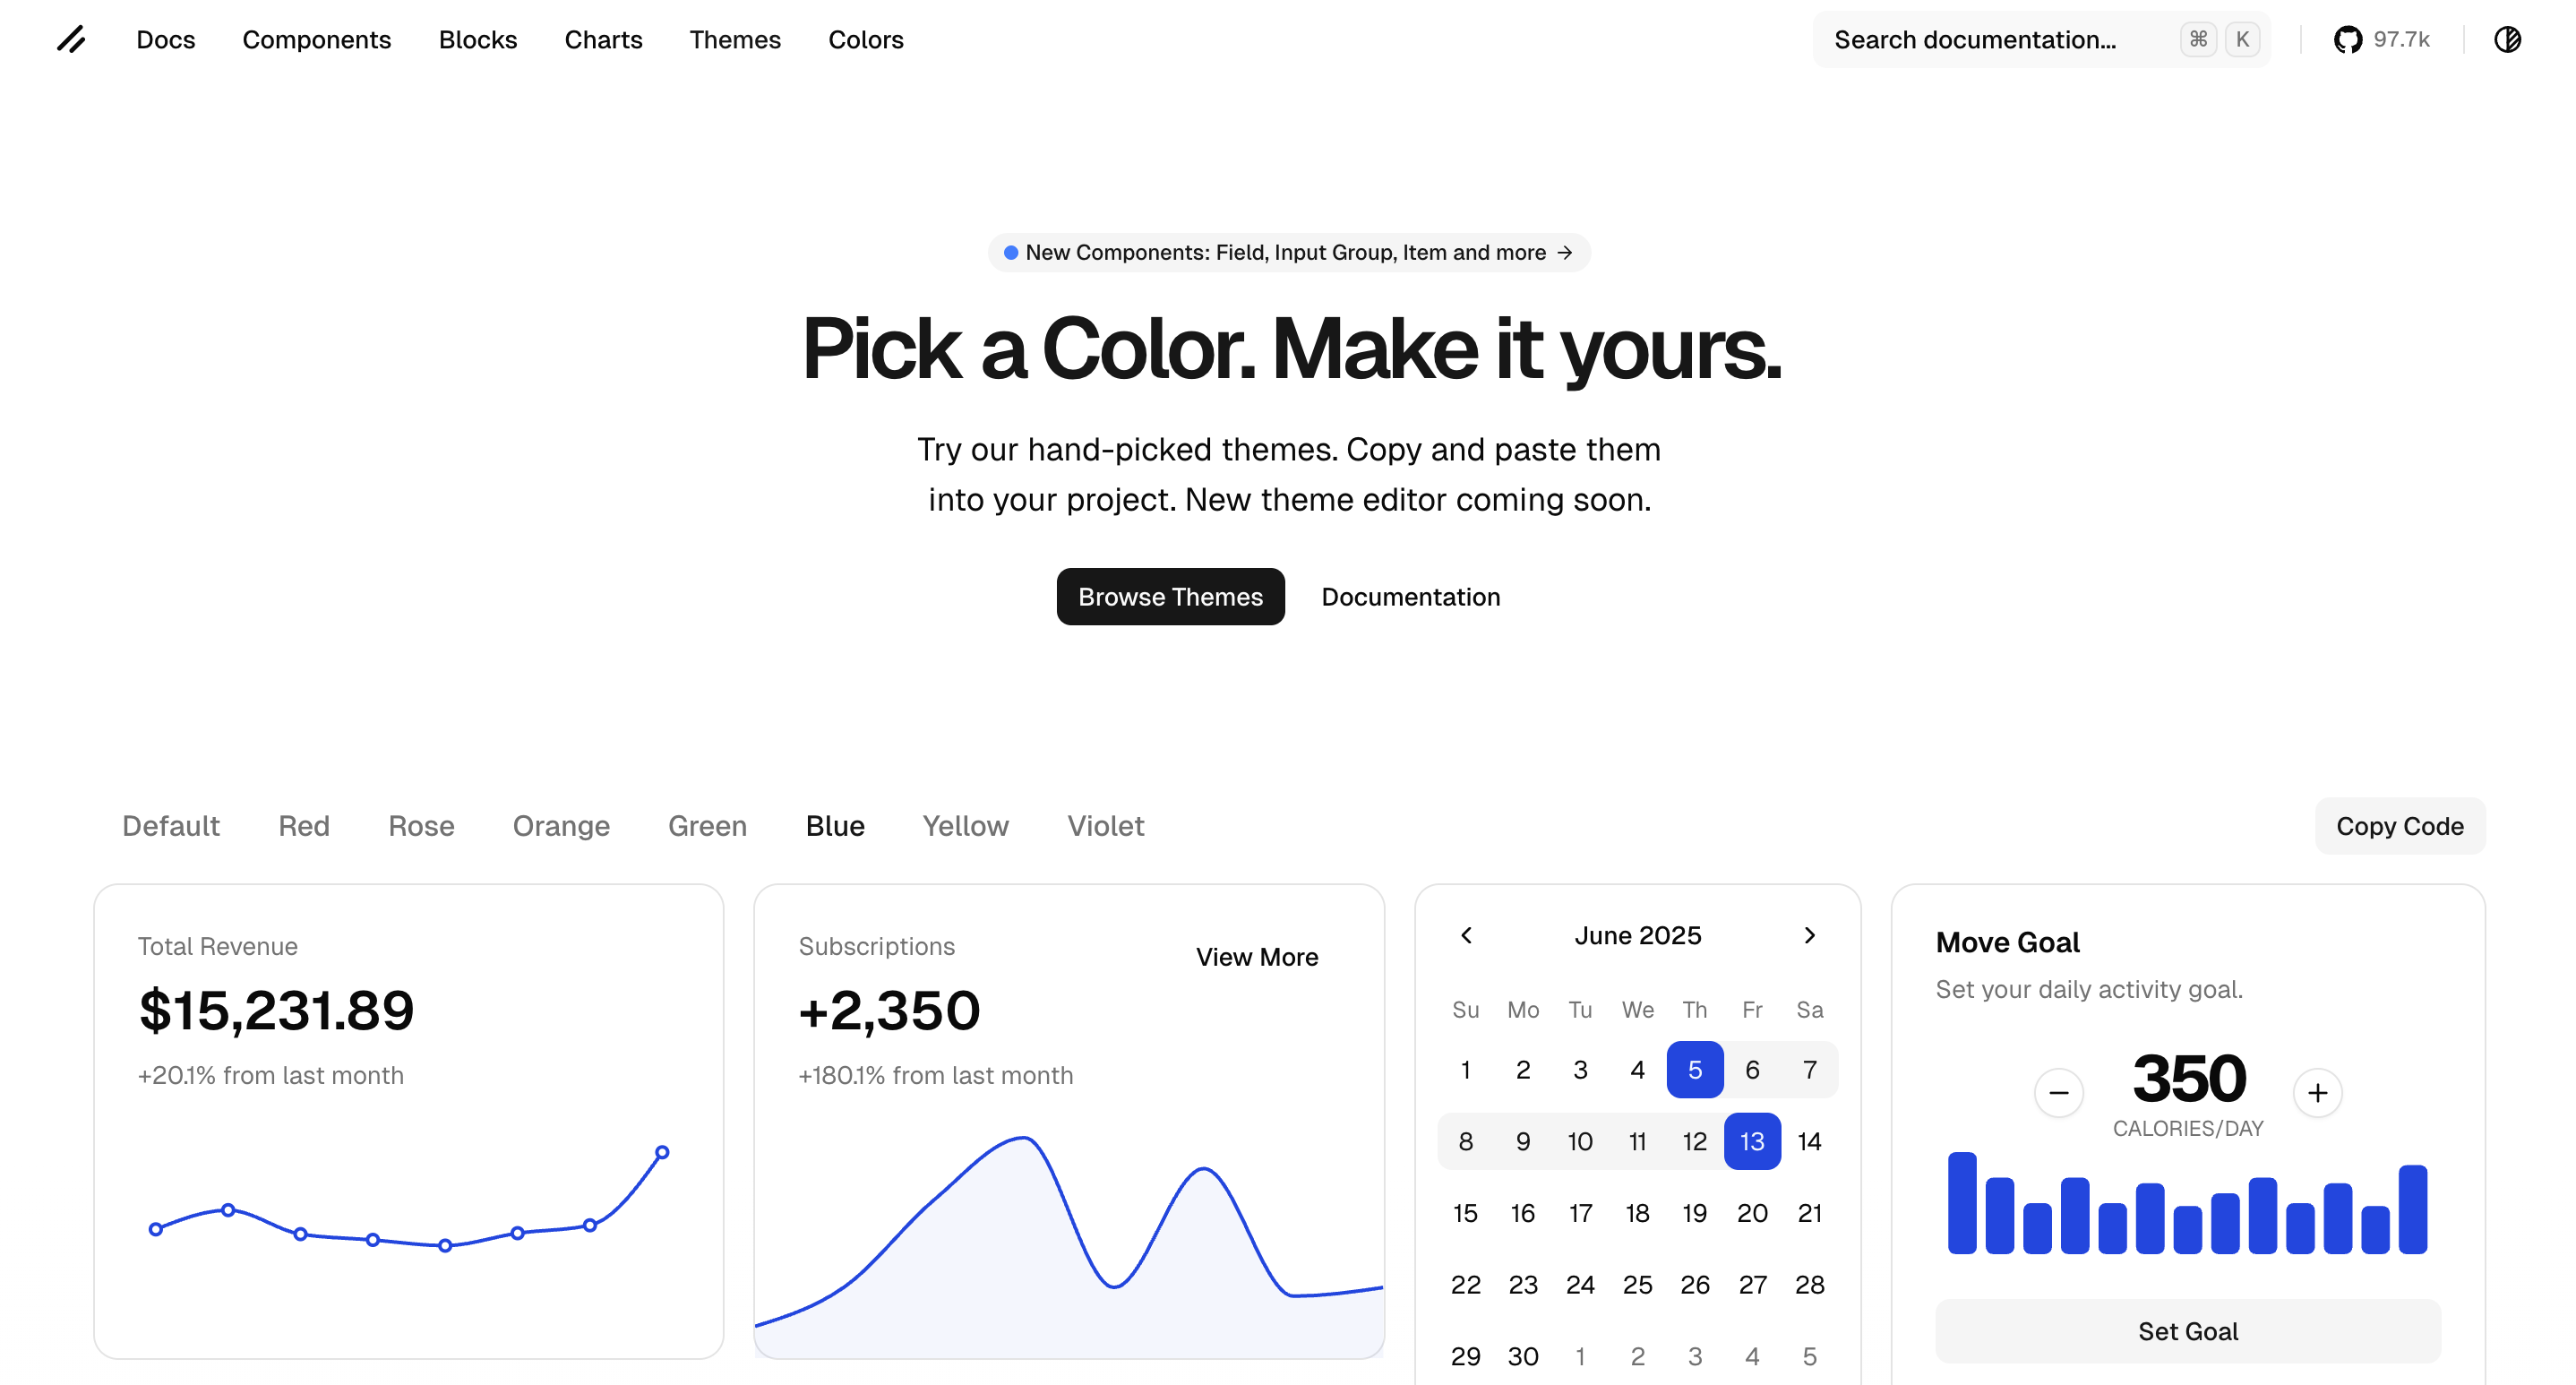 Docs Components Blocks Charts Themes Colors Search documentation... ⌘ K 97.7k
New Components: Field, Input Group, Item and more →
Pick a Color. Make it yours.
Try our hand-picked themes. Copy and paste them
into your project. New theme editor coming soon.
Browse Themes Documentation
Default Red Rose Orange Green Blue Yellow Violet Copy Code
Total Revenue
$15,231.89
+20.1% from last month
Subscriptions
View More
+2,350
+180.1% from last month
June 2025
Su Mo Tu We Th Fr Sa
1 2 3 4 5 6 7
8 9 10 11 12 13 14
15 16 17 18 19 20 21
22 23 24 25 26 27 28
29 30 1 2 3 4 5
Move Goal
Set your daily activity goal.
350
CALORIES/DAY
Set Goal